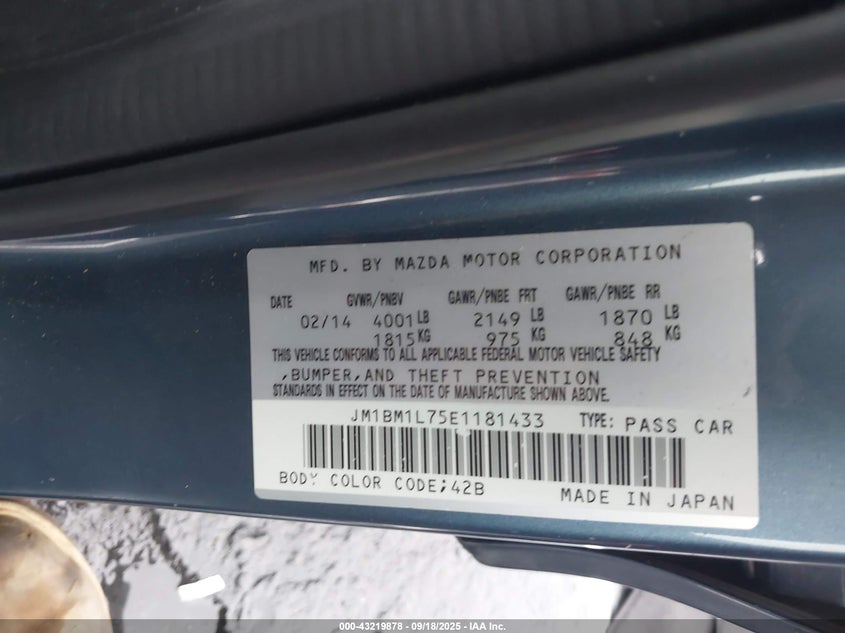 MFD. BY MAZDA MOTOR CORPORATION
DATE GVWR/PNBV GAWR/PNBE FRT GAWR/PNBE RR
02/14 4001 LB 2149 LB 1870 LB
1815 KG 975 KG 848 KG
THIS VEHICLE CONFORMS TO ALL APPLICABLE FEDERAL MOTOR VEHICLE SAFETY
,BUMPER,AND THEFT PREVENTION
STANDARDS IN EFFECT ON THE DATE OF MANUFACTURE SHOWN ABOVE.
JM1BM1L75E1181433 TYPE: PASS CAR
BODY COLOR CODE;42B MADE IN JAPAN
000-43219878 - 09/18/2025 - IAA Inc.